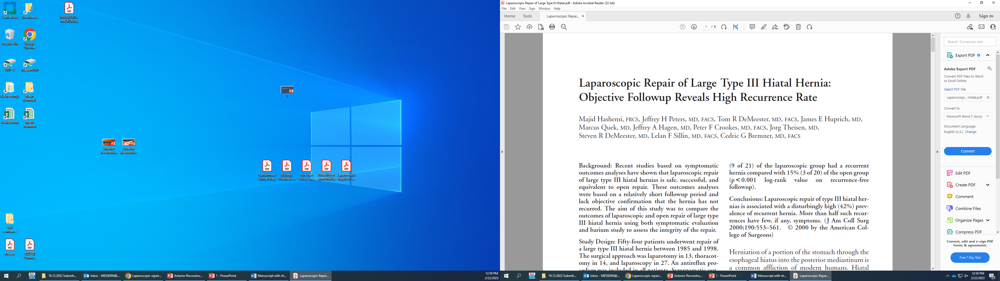 ServiceNow
Downloads
INV0003317...
MASRI_NIR...
Recycle Bin
Google
Chrome
DDI - S
Messern (H)
Neurectomy.
Mesh
Removal.
Neurectomy
Mesh
Removal
1
Anterior
Reconstru...
Anterior
Reconstru...
Randomized
clinical tria...
Biologic
Prosthesis ...
Five Year
Follow-up ...
Durability of
giant hiatu...
Laparoscopic
Repair of L...
Vail
confrance
Messer
2023 QI
Summ...
19.12.2022 Submiti...
Inbox - MESSERN@...
Laparoscopic repair...
Anterior Reconstru...
1 - PowerPoint
Manuscript with sh...
Laparoscopic Repai...
12:59 PM
2/22/2023
Laparoscopic Repair of Large Type III Hiatal.pdf - Adobe Acrobat Reader (32-bit)
File Edit View Sign Window Help
Home Tools Laparoscopic Repai... ×
Sign In
1 / 8
Laparoscopic Repair of Large Type III Hiatal Hernia:
Objective Followup Reveals High Recurrence Rate
Majid Hashemi, FRCS, Jeffrey H Peters, MD, FACS, Tom R DeMeester, MD, FACS, James E Huprich, MD,
Marcus Quek, MD, Jeffrey A Hagen, MD, Peter F Crookes, MD, FACS, Jorg Theisen, MD,
Steven R DeMeester, MD, Lelan F Sillin, MD, FACS, Cedric G Bremner, MD, FACS
Background: Recent studies based on symptomatic
outcomes analyses have shown that laparoscopic repair
of large type III hiatal hernias is safe, successful, and
equivalent to open repair. These outcomes analyses
were based on a relatively short followup period and
lack objective confirmation that the hernia has not
recurred. The aim of this study was to compare the
outcomes of laparoscopic and open repair of large type
III hiatal hernia using both symptomatic evaluation
and barium study to assess the integrity of the repair.
Study Design: Fifty-four patients underwent repair of
a large type III hiatal hernia between 1985 and 1998.
The surgical approach was laparotomy in 13, thoracot-
omy in 14, and laparoscopy in 27. An antireflux pro-
cedure was included in all patients. Symptomatic out-
(9 of 21) of the laparoscopic group had a recurrent
hernia compared with 15% (3 of 20) of the open group
(p<0.001 log-rank value on recurrence-free
followup).
Conclusions: Laparoscopic repair of type III hiatal her-
nias is associated with a disturbingly high (42%) prev-
alence of recurrent hernia. More than half such recur-
rences have few, if any, symptoms. (J Am Coll Surg
2000;190:553–561. © 2000 by the American Col-
lege of Surgeons)
Herniation of a portion of the stomach through the
esophageal hiatus into the posterior mediastinum is
a common affliction of modern humans. Hiatal
Search 'Compress size'
Export PDF
Adobe Export PDF
Convert PDF Files to Word
or Excel Online
Select PDF File
Laparoscopi... Hiatal.pdf
Convert to
Microsoft Word (*.docx)
Document Language:
English (U.S.) Change
Convert
Edit PDF
Create PDF
Comment
Combine Files
Organize Pages
Compress PDF
Convert, edit and e-sign PDF
forms & agreements
Free 7-Day Trial
19.12.2022 Submiti...
Inbox - MESSERN@...
Laparoscopic repair...
Anterior Reconstru...
1 - PowerPoint
Manuscript with sh...
Laparoscopic Repai...
12:59 PM
2/22/2023